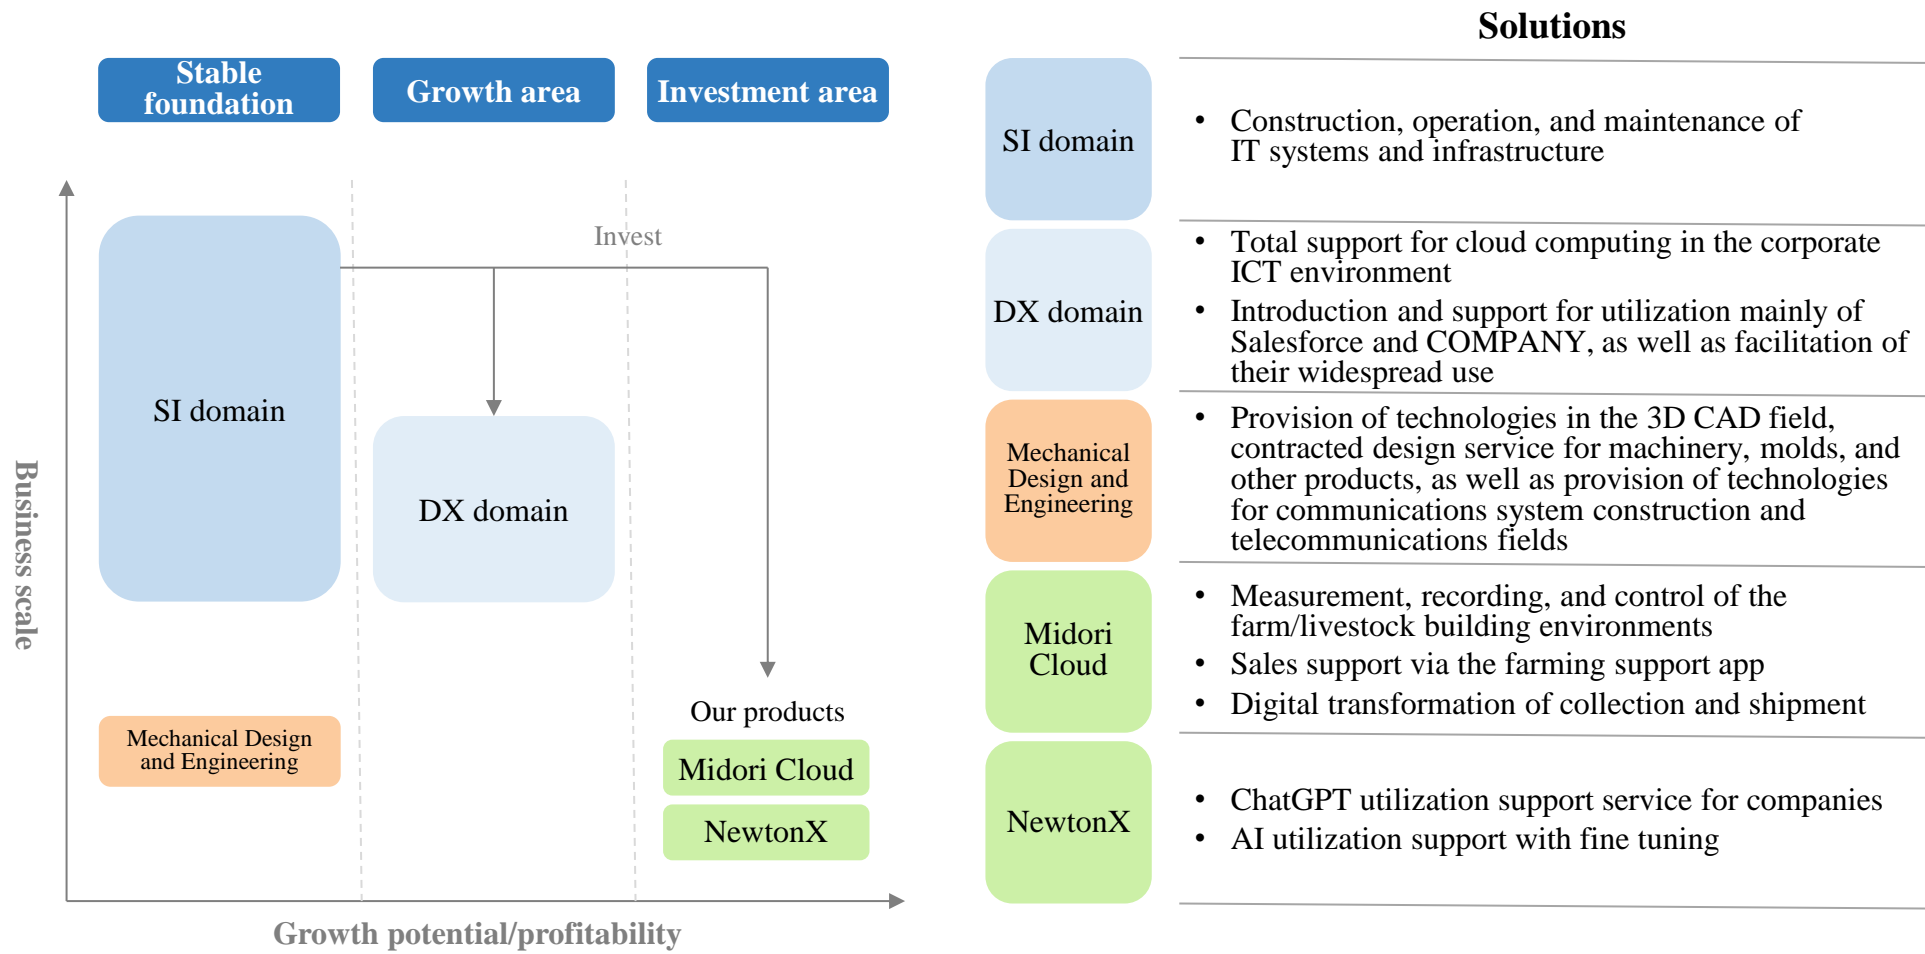 Stable
foundation
Growth area
Investment area
Business scale
Invest
SI domain
DX domain
Mechanical Design
and Engineering
Our products
Midori Cloud
NewtonX
Growth potential/profitability
Solutions
SI domain
• Construction, operation, and maintenance of
IT systems and infrastructure
DX domain
• Total support for cloud computing in the corporate
ICT environment
• Introduction and support for utilization mainly of
Salesforce and COMPANY, as well as facilitation of
their widespread use
Mechanical
Design and
Engineering
• Provision of technologies in the 3D CAD field,
contracted design service for machinery, molds, and
other products, as well as provision of technologies
for communications system construction and
telecommunications fields
Midori
Cloud
• Measurement, recording, and control of the
farm/livestock building environments
• Sales support via the farming support app
• Digital transformation of collection and shipment
NewtonX
• ChatGPT utilization support service for companies
• AI utilization support with fine tuning